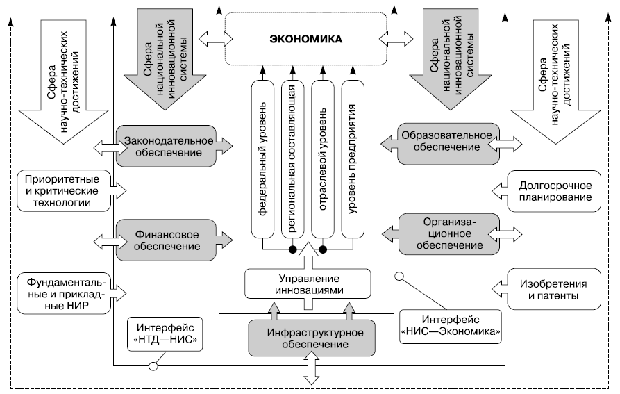 Сфера
научно-технических
достижений
Сфера
национальной
инновационной
системы
ЭКОНОМИКА
Сфера
национальной
инновационной
системы
Сфера
научно-технических
достижений
федеральный уровень
региональная составляющая
отраслевой уровень
уровень предприятия
Законодательное
обеспечение
Образовательное
обеспечение
Приоритетные
и критические
технологии
Долгосрочное
планирование
Финансовое
обеспечение
Организа-
ционное
обеспечение
Управление
инновациями
Фундаменталь-
ные и приклад-
ные НИР
Изобретения
и патенты
Интерфейс
«НТД—НИС»
Инфраструктурное
обеспечение
Интерфейс
«НИС—Экономика»